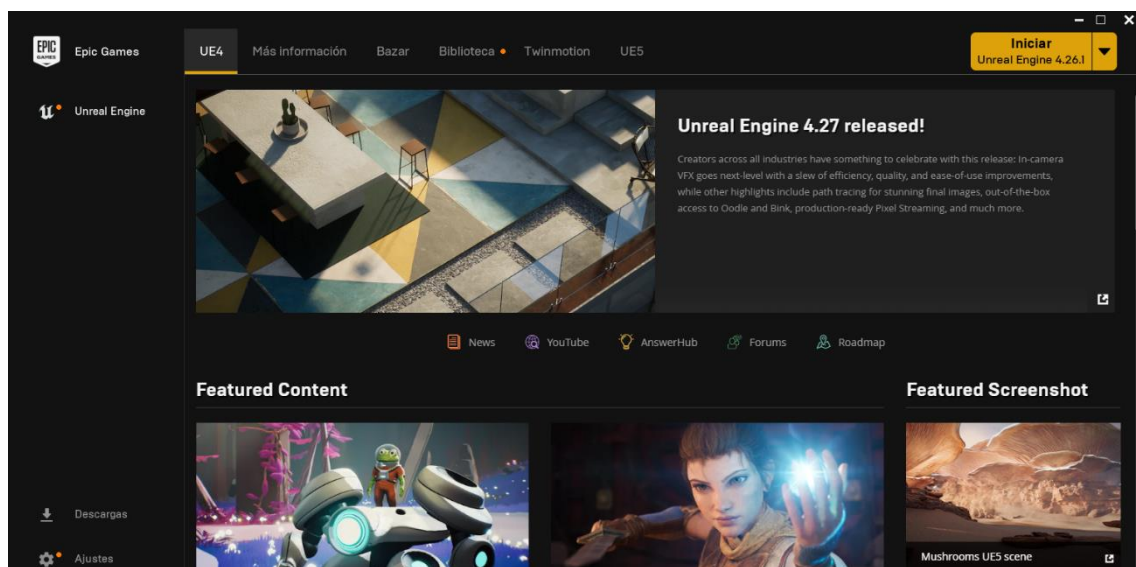 EPIC
GAMES
Epic Games
UE4
Más información
Bazar
Biblioteca
Twinmotion
UE5
Iniciar
Unreal Engine 4.26.1
Unreal Engine
Unreal Engine 4.27 released!
Creators across all industries have something to celebrate with this release: In-camera
VFX goes next-level with a slew of efficiency, quality, and ease-of-use improvements,
while other highlights include path tracing for stunning final images, out-of-the-box
access to Oodle and Bink, production-ready Pixel Streaming, and much more.
News
YouTube
AnswerHub
Forums
Roadmap
Featured Content
Featured Screenshot
Mushrooms UE5 scene
Descargas
Ajustes